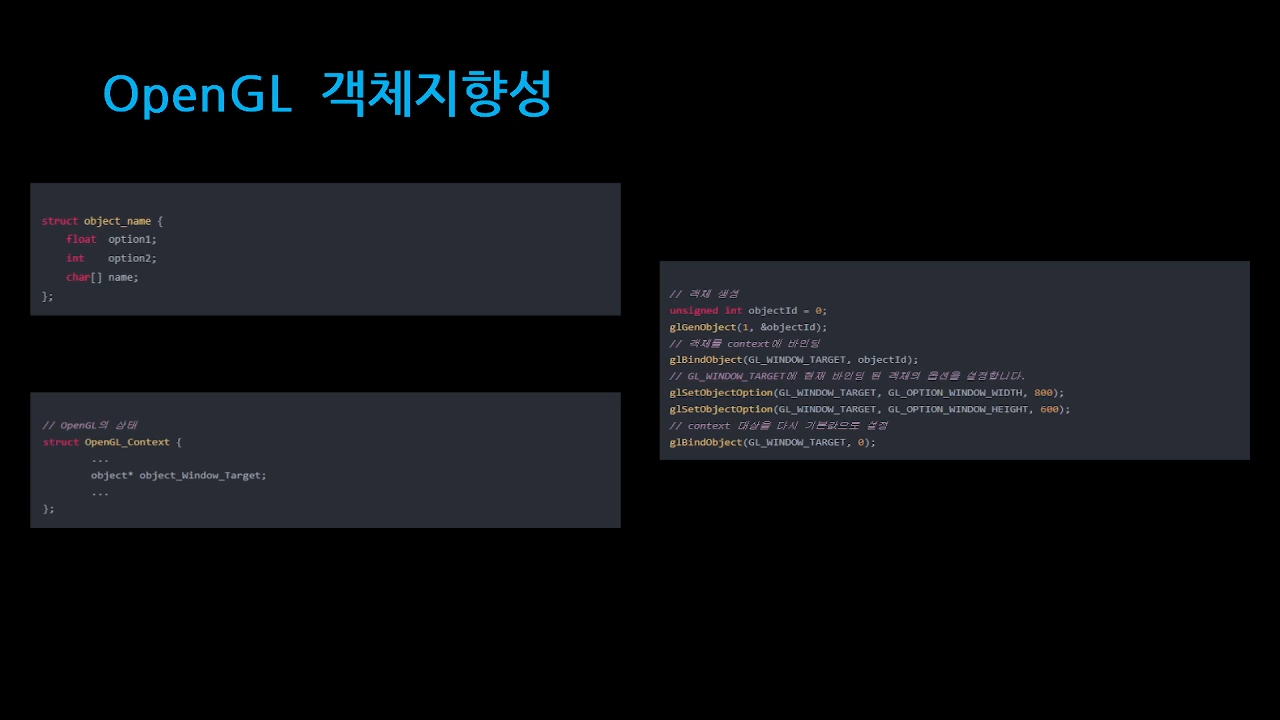 OpenGL 객체지향성
struct object_name {
    float  option1;
    int    option2;
    char[] name;
};
// OpenGL의 상태
struct OpenGL_Context {
        ...
        object* object_Window_Target;
        ...
};
// 객체 생성
unsigned int objectId = 0;
glGenObject(1, &objectId);
// 객체를 context에 바인딩
glBindObject(GL_WINDOW_TARGET, objectId);
// GL_WINDOW_TARGET에 현재 바인딩 된 객체의 옵션을 설정합니다.
glSetObjectOption(GL_WINDOW_TARGET, GL_OPTION_WINDOW_WIDTH, 800);
glSetObjectOption(GL_WINDOW_TARGET, GL_OPTION_WINDOW_HEIGHT, 600);
// context 대상을 다시 기본값으로 설정
glBindObject(GL_WINDOW_TARGET, 0);